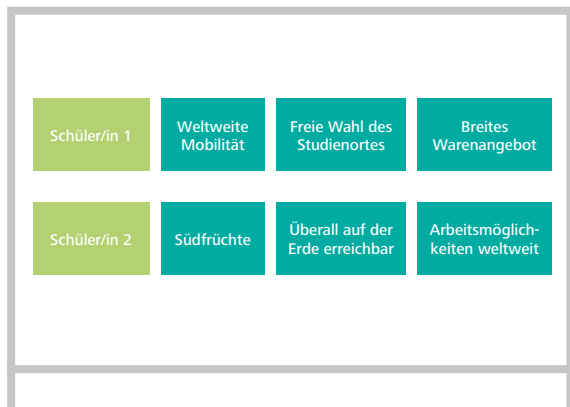 Schüler/in 1
Weltweite
Mobilität
Freie Wahl des
Studienortes
Breites
Warenangebot
Schüler/in 2
Südfrüchte
Überall auf der
Erde erreichbar
Arbeitsmöglich-
keiten weltweit